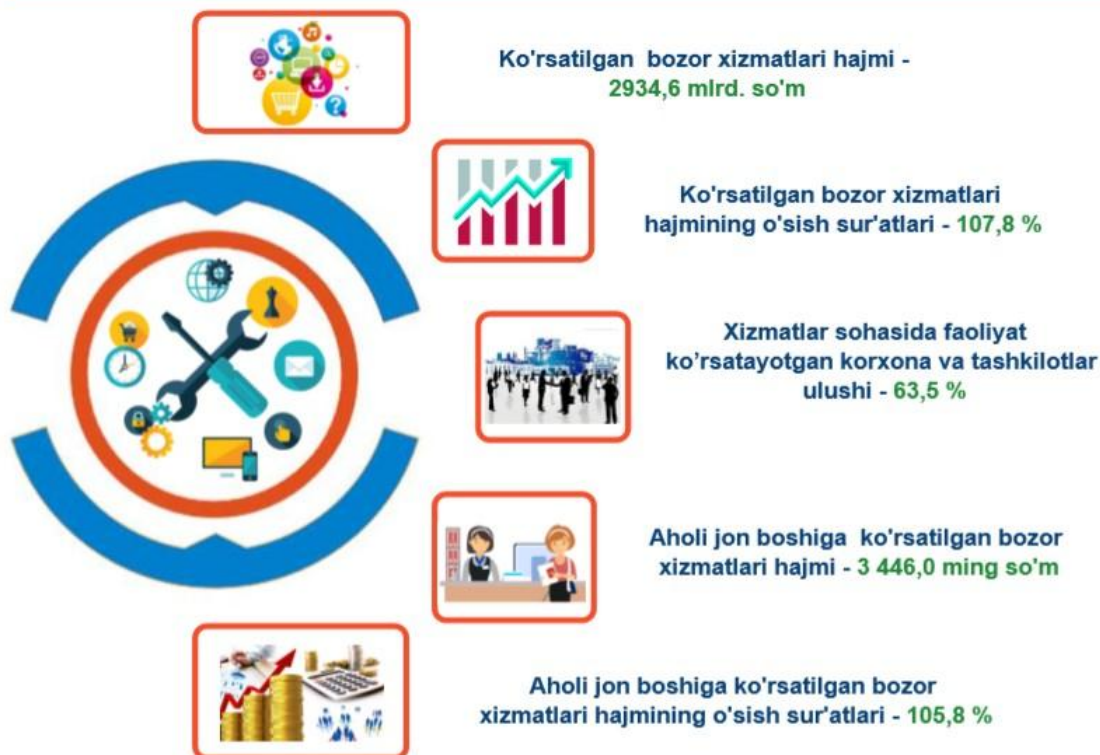 Ko'rsatilgan bozor xizmatlari hajmi -
2934,6 mlrd. so'm
Ko'rsatilgan bozor xizmatlari
hajmining o'sish sur'atlari - 107,8 %
Xizmatlar sohasida faoliyat
ko’rsatayotgan korxona va tashkilotlar
ulushi - 63,5 %
Aholi jon boshiga ko'rsatilgan bozor
xizmatlari hajmi - 3 446,0 ming so'm
Aholi jon boshiga ko'rsatilgan bozor
xizmatlari hajmining o'sish sur'atlari - 105,8 %